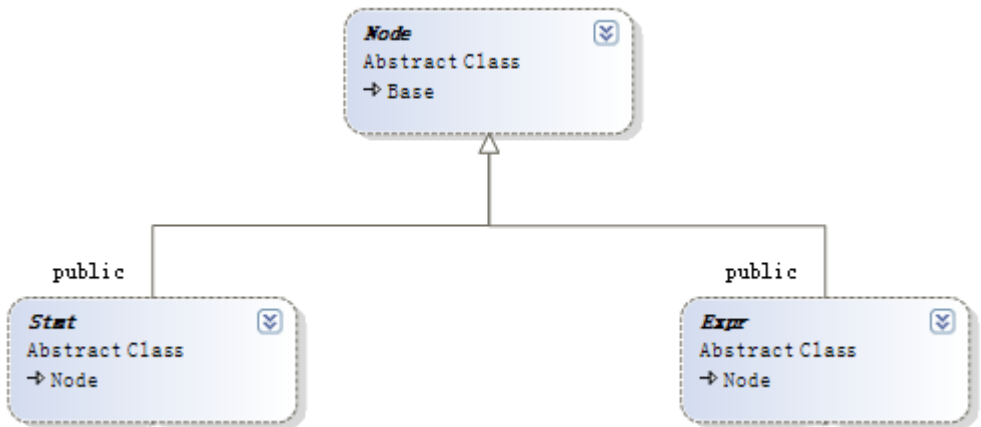 Node
Abstract Class
Base
public
public
Stmt
Abstract Class
Node
Expr
Abstract Class
Node